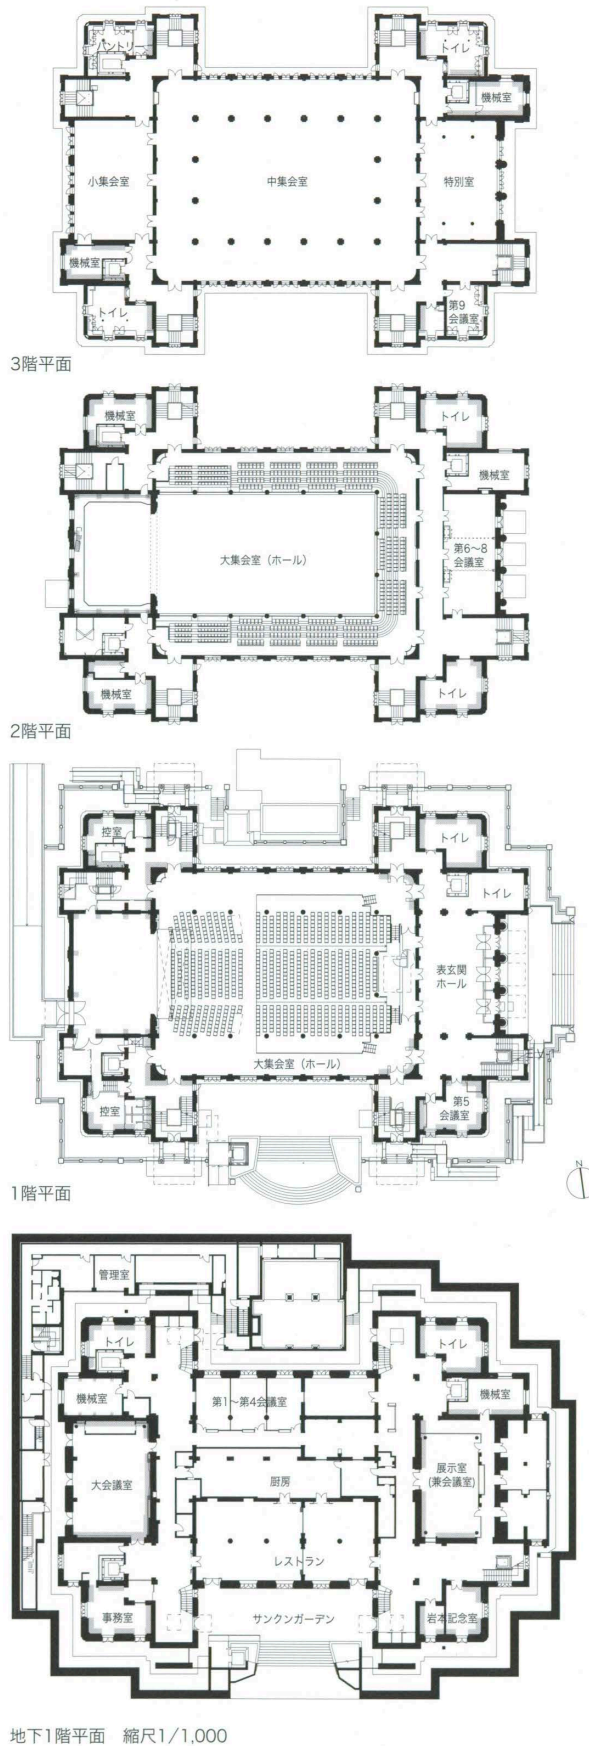 パントリー
トイレ
機械室
小集会室
中集会室
特別室
機械室
トイレ
第9
会議室
3階平面
機械室
トイレ
機械室
大集会室（ホール）
第6〜8
会議室
機械室
トイレ
2階平面
控室
トイレ
トイレ
表玄関
ホール
大集会室（ホール）
控室
第5
会議室
N
1階平面
管理室
トイレ
トイレ
機械室
第1〜第4会議室
機械室
大会議室
厨房
展示室
(兼会議室)
レストラン
事務室
サンクンガーデン
岩本記念室
地下1階平面　縮尺1/1,000